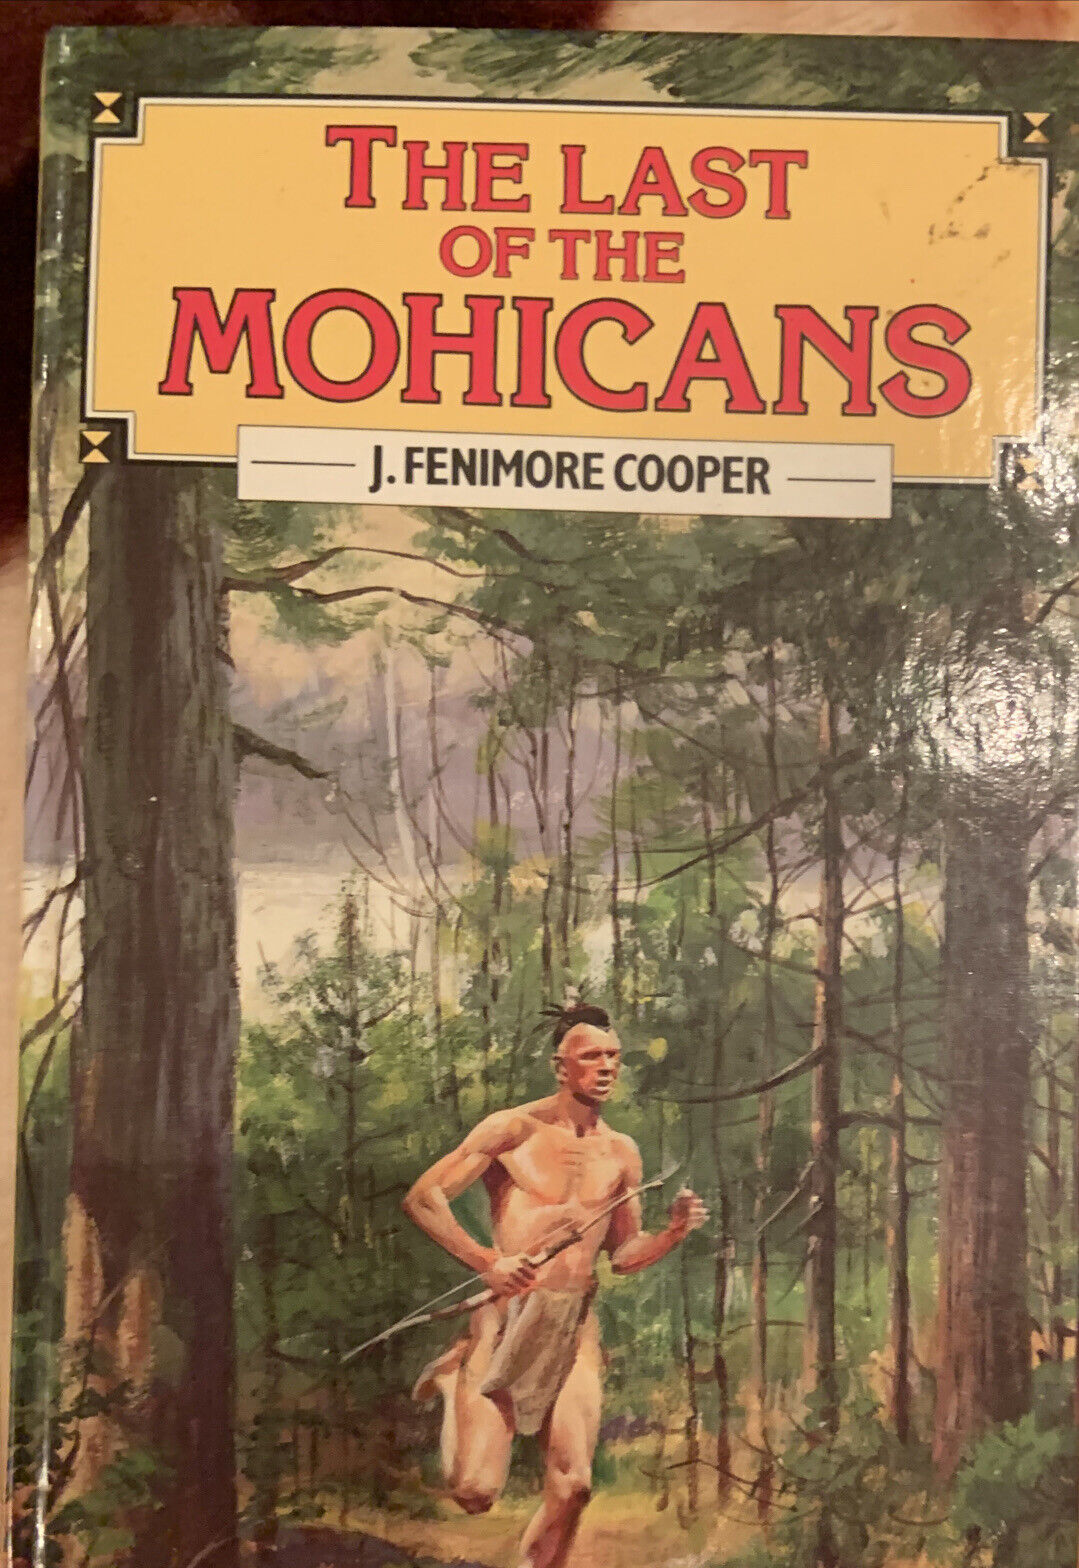 THE LAST
OF THE
MOHICANS
J. FENIMORE COOPER